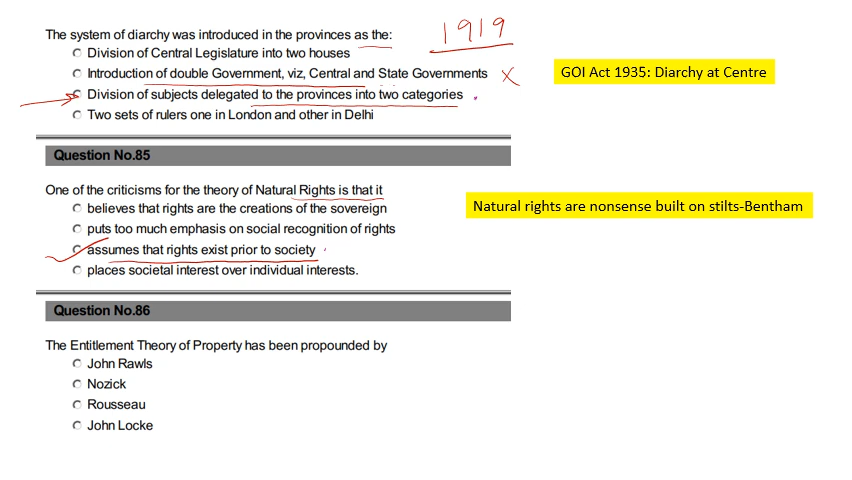 The system of diarchy was introduced in the provinces as the:
1919
Division of Central Legislature into two houses
Introduction of double Government, viz, Central and State Governments
GOI Act 1935: Diarchy at Centre
Division of subjects delegated to the provinces into two categories
Two sets of rulers one in London and other in Delhi
Question No.85
One of the criticisms for the theory of Natural Rights is that it
believes that rights are the creations of the sovereign
Natural rights are nonsense built on stilts-Bentham
puts too much emphasis on social recognition of rights
assumes that rights exist prior to society
places societal interest over individual interests.
Question No.86
The Entitlement Theory of Property has been propounded by
John Rawls
Nozick
Rousseau
John Locke